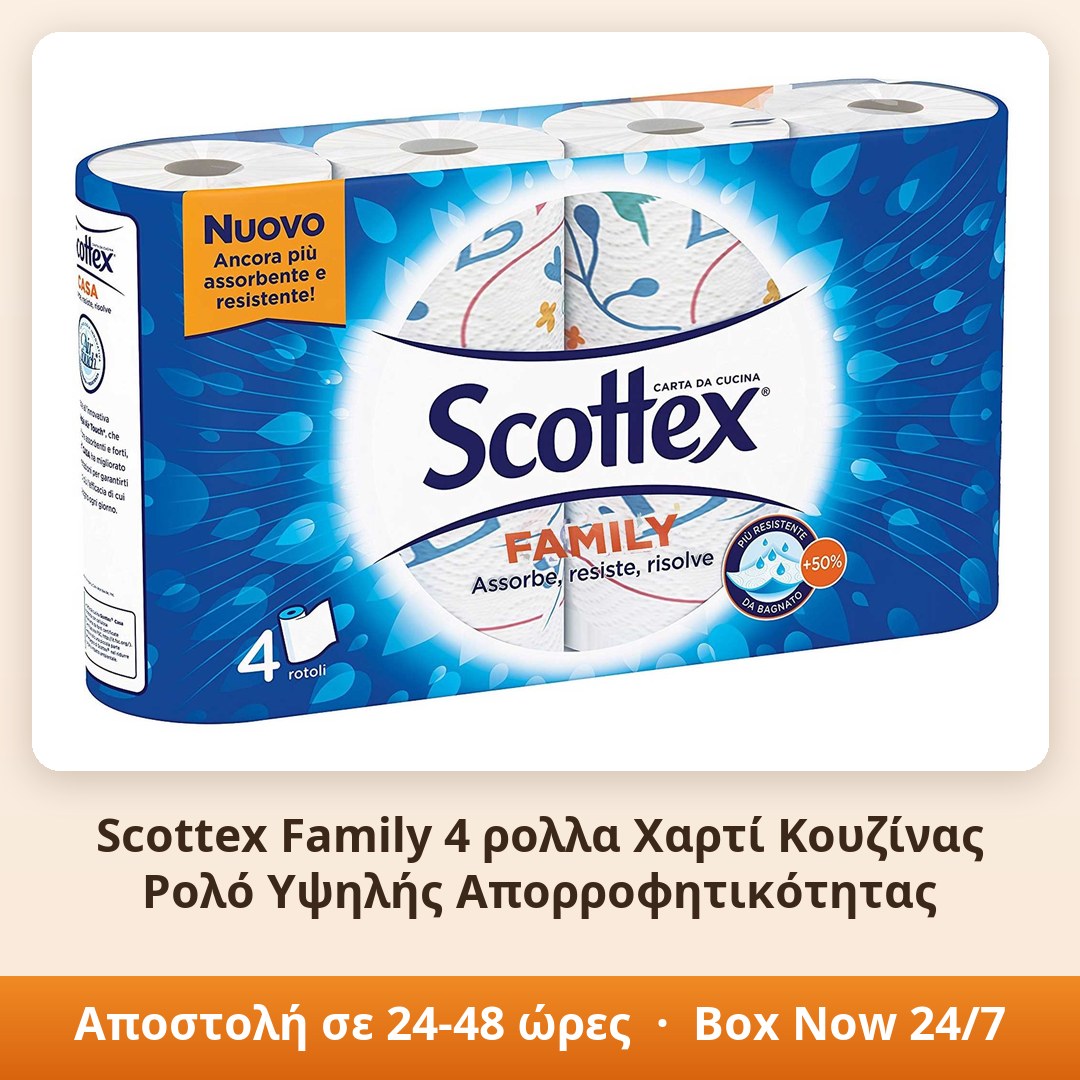 NUOVO
Ancora più
assorbente e
resistente!
CARTA DA CUCINA
Scottex®
FAMILY
Assorbe, resiste, risolve
PIÙ RESISTENTE
+50%
DA BAGNATO
4
rotoli
Scottex Family 4 ρολλα Χαρτί Κουζίνας
Ρολό Υψηλής Απορροφητικότητας
Αποστολή σε 24-48 ώρες · Box Now 24/7